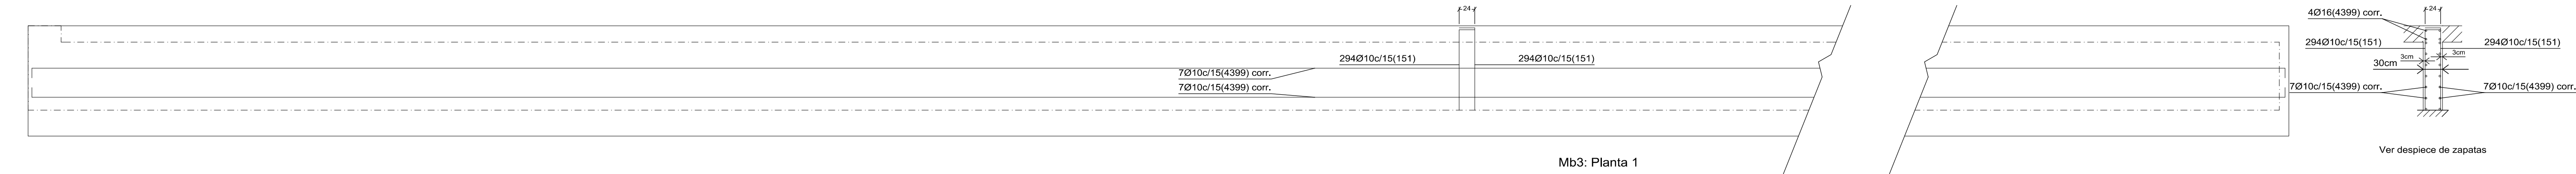 24
294Ø10c/15(151)
294Ø10c/15(151)
7Ø10c/15(4399) corr.
7Ø10c/15(4399) corr.
Mb3: Planta 1
24
4Ø16(4399) corr.
294Ø10c/15(151)
294Ø10c/15(151)
3cm
3cm
30cm
7Ø10c/15(4399) corr.
7Ø10c/15(4399) corr.
Ver despiece de zapatas